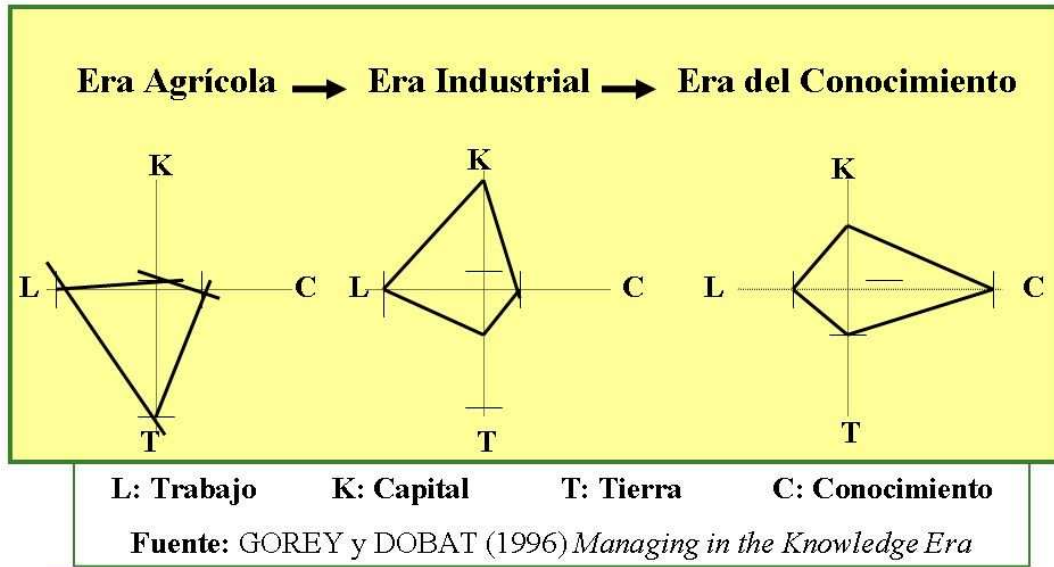 Era Agrícola Era Industrial Era del Conocimiento
K K K
L C L C L C
T T T
L: Trabajo K: Capital T: Tierra C: Conocimiento
Fuente: GOREY y DOBAT (1996) Managing in the Knowledge Era